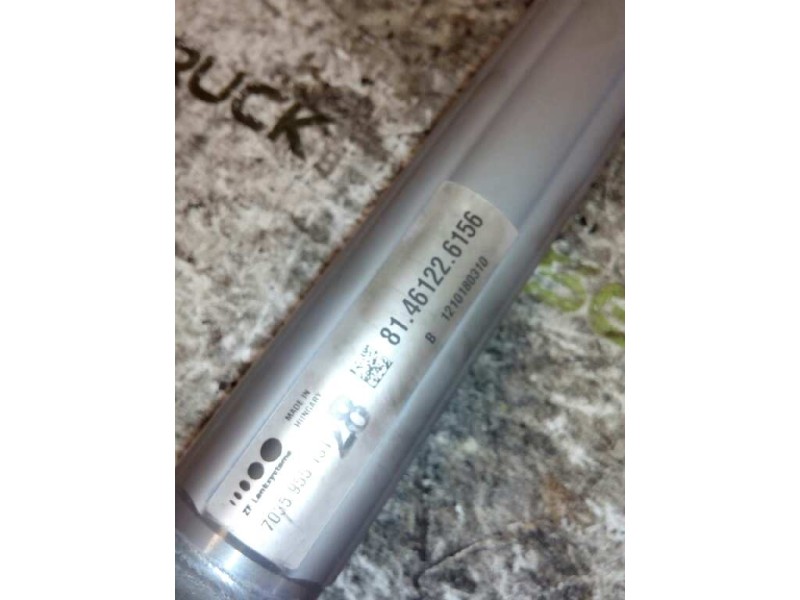 RUCK
81.46122.6156
B 1210180310
MADE IN
HUNGARY
28
ZF Lenksysteme